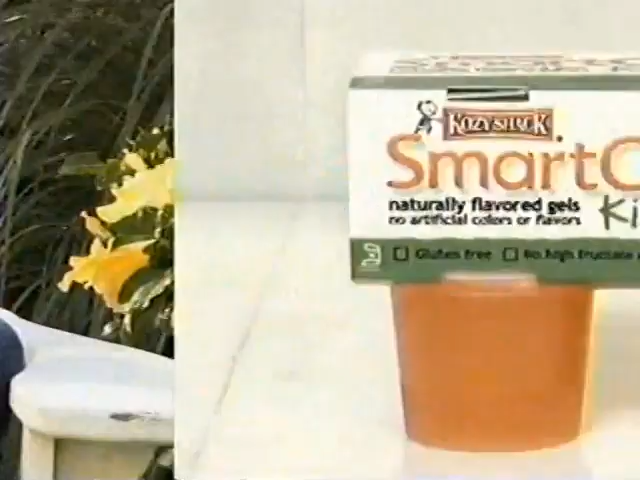 KOZY SHACK
SmartG
naturally flavored gels
no artificial colors or flavors
Ki
Gluten free No high fructose